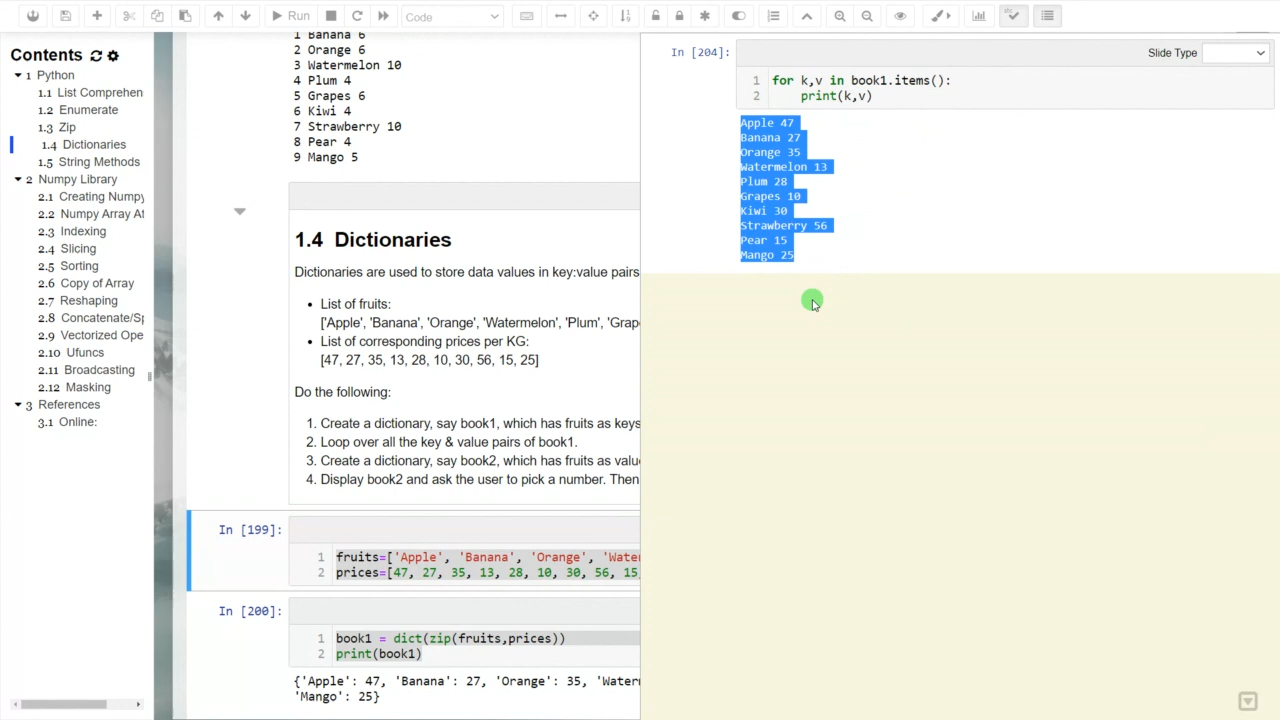 Run
Code
Contents
1 Python
1.1 List Comprehen
1.2 Enumerate
1.3 Zip
1.4 Dictionaries
1.5 String Methods
2 Numpy Library
2.1 Creating Numpy
2.2 Numpy Array At
2.3 Indexing
2.4 Slicing
2.5 Sorting
2.6 Copy of Array
2.7 Reshaping
2.8 Concatenate/Sp
2.9 Vectorized Ope
2.10 Ufuncs
2.11 Broadcasting
2.12 Masking
3 References
3.1 Online:
1 Banana 6
2 Orange 6
3 Watermelon 10
4 Plum 4
5 Grapes 6
6 Kiwi 4
7 Strawberry 10
8 Pear 4
9 Mango 5
1.4 Dictionaries
Dictionaries are used to store data values in key:value pairs
• List of fruits:
['Apple', 'Banana', 'Orange', 'Watermelon', 'Plum', 'Grap
• List of corresponding prices per KG:
[47, 27, 35, 13, 28, 10, 30, 56, 15, 25]
Do the following:
1. Create a dictionary, say book1, which has fruits as keys
2. Loop over all the key & value pairs of book1.
3. Create a dictionary, say book2, which has fruits as valu
4. Display book2 and ask the user to pick a number. Then
In [199]:
1 fruits=['Apple', 'Banana', 'Orange', 'Wate
2 prices=[47, 27, 35, 13, 28, 10, 30, 56, 15,
In [200]:
1 book1 = dict(zip(fruits,prices))
2 print(book1)
{'Apple': 47, 'Banana': 27, 'Orange': 35, 'Water
'Mango': 25}
In [204]:
Slide Type
1 for k,v in book1.items():
2 print(k,v)
Apple 47
Banana 27
Orange 35
Watermelon 13
Plum 28
Grapes 10
Kiwi 30
Strawberry 56
Pear 15
Mango 25